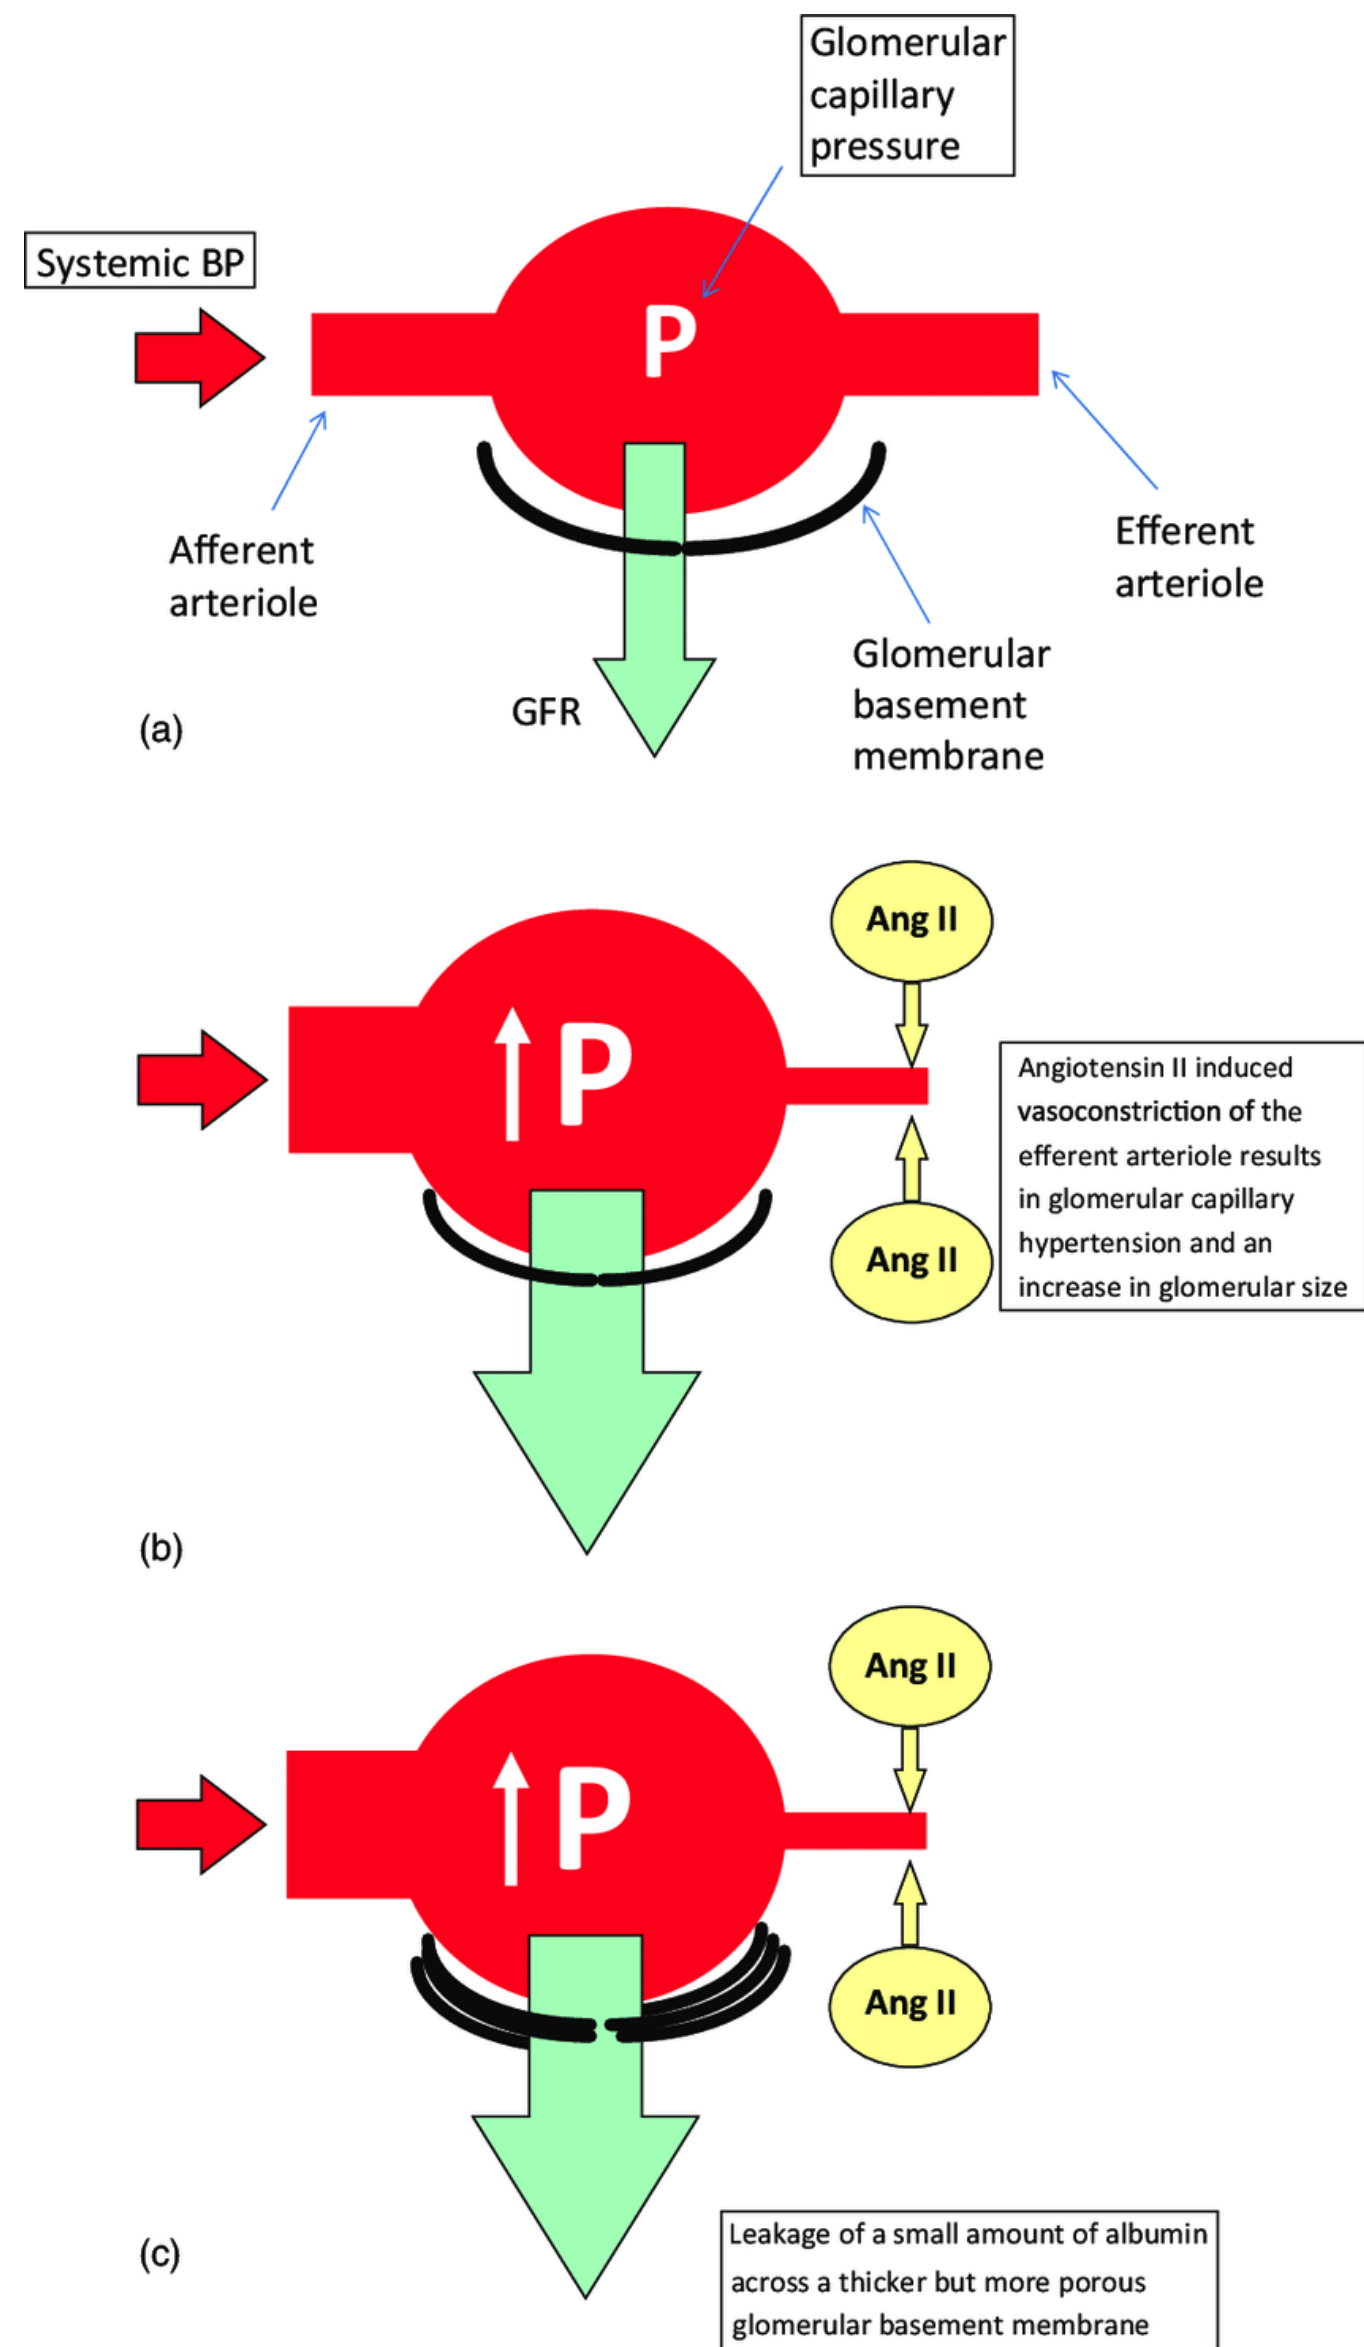 Glomerular
capillary
pressure
Systemic BP
P
Afferent
arteriole
Efferent
arteriole
Glomerular
basement
membrane
GFR
(a)
Ang II
P
Angiotensin II induced
vasoconstriction of the
efferent arteriole results
in glomerular capillary
hypertension and an
increase in glomerular size
Ang II
(b)
Ang II
P
Ang II
(c)
Leakage of a small amount of albumin
across a thicker but more porous
glomerular basement membrane